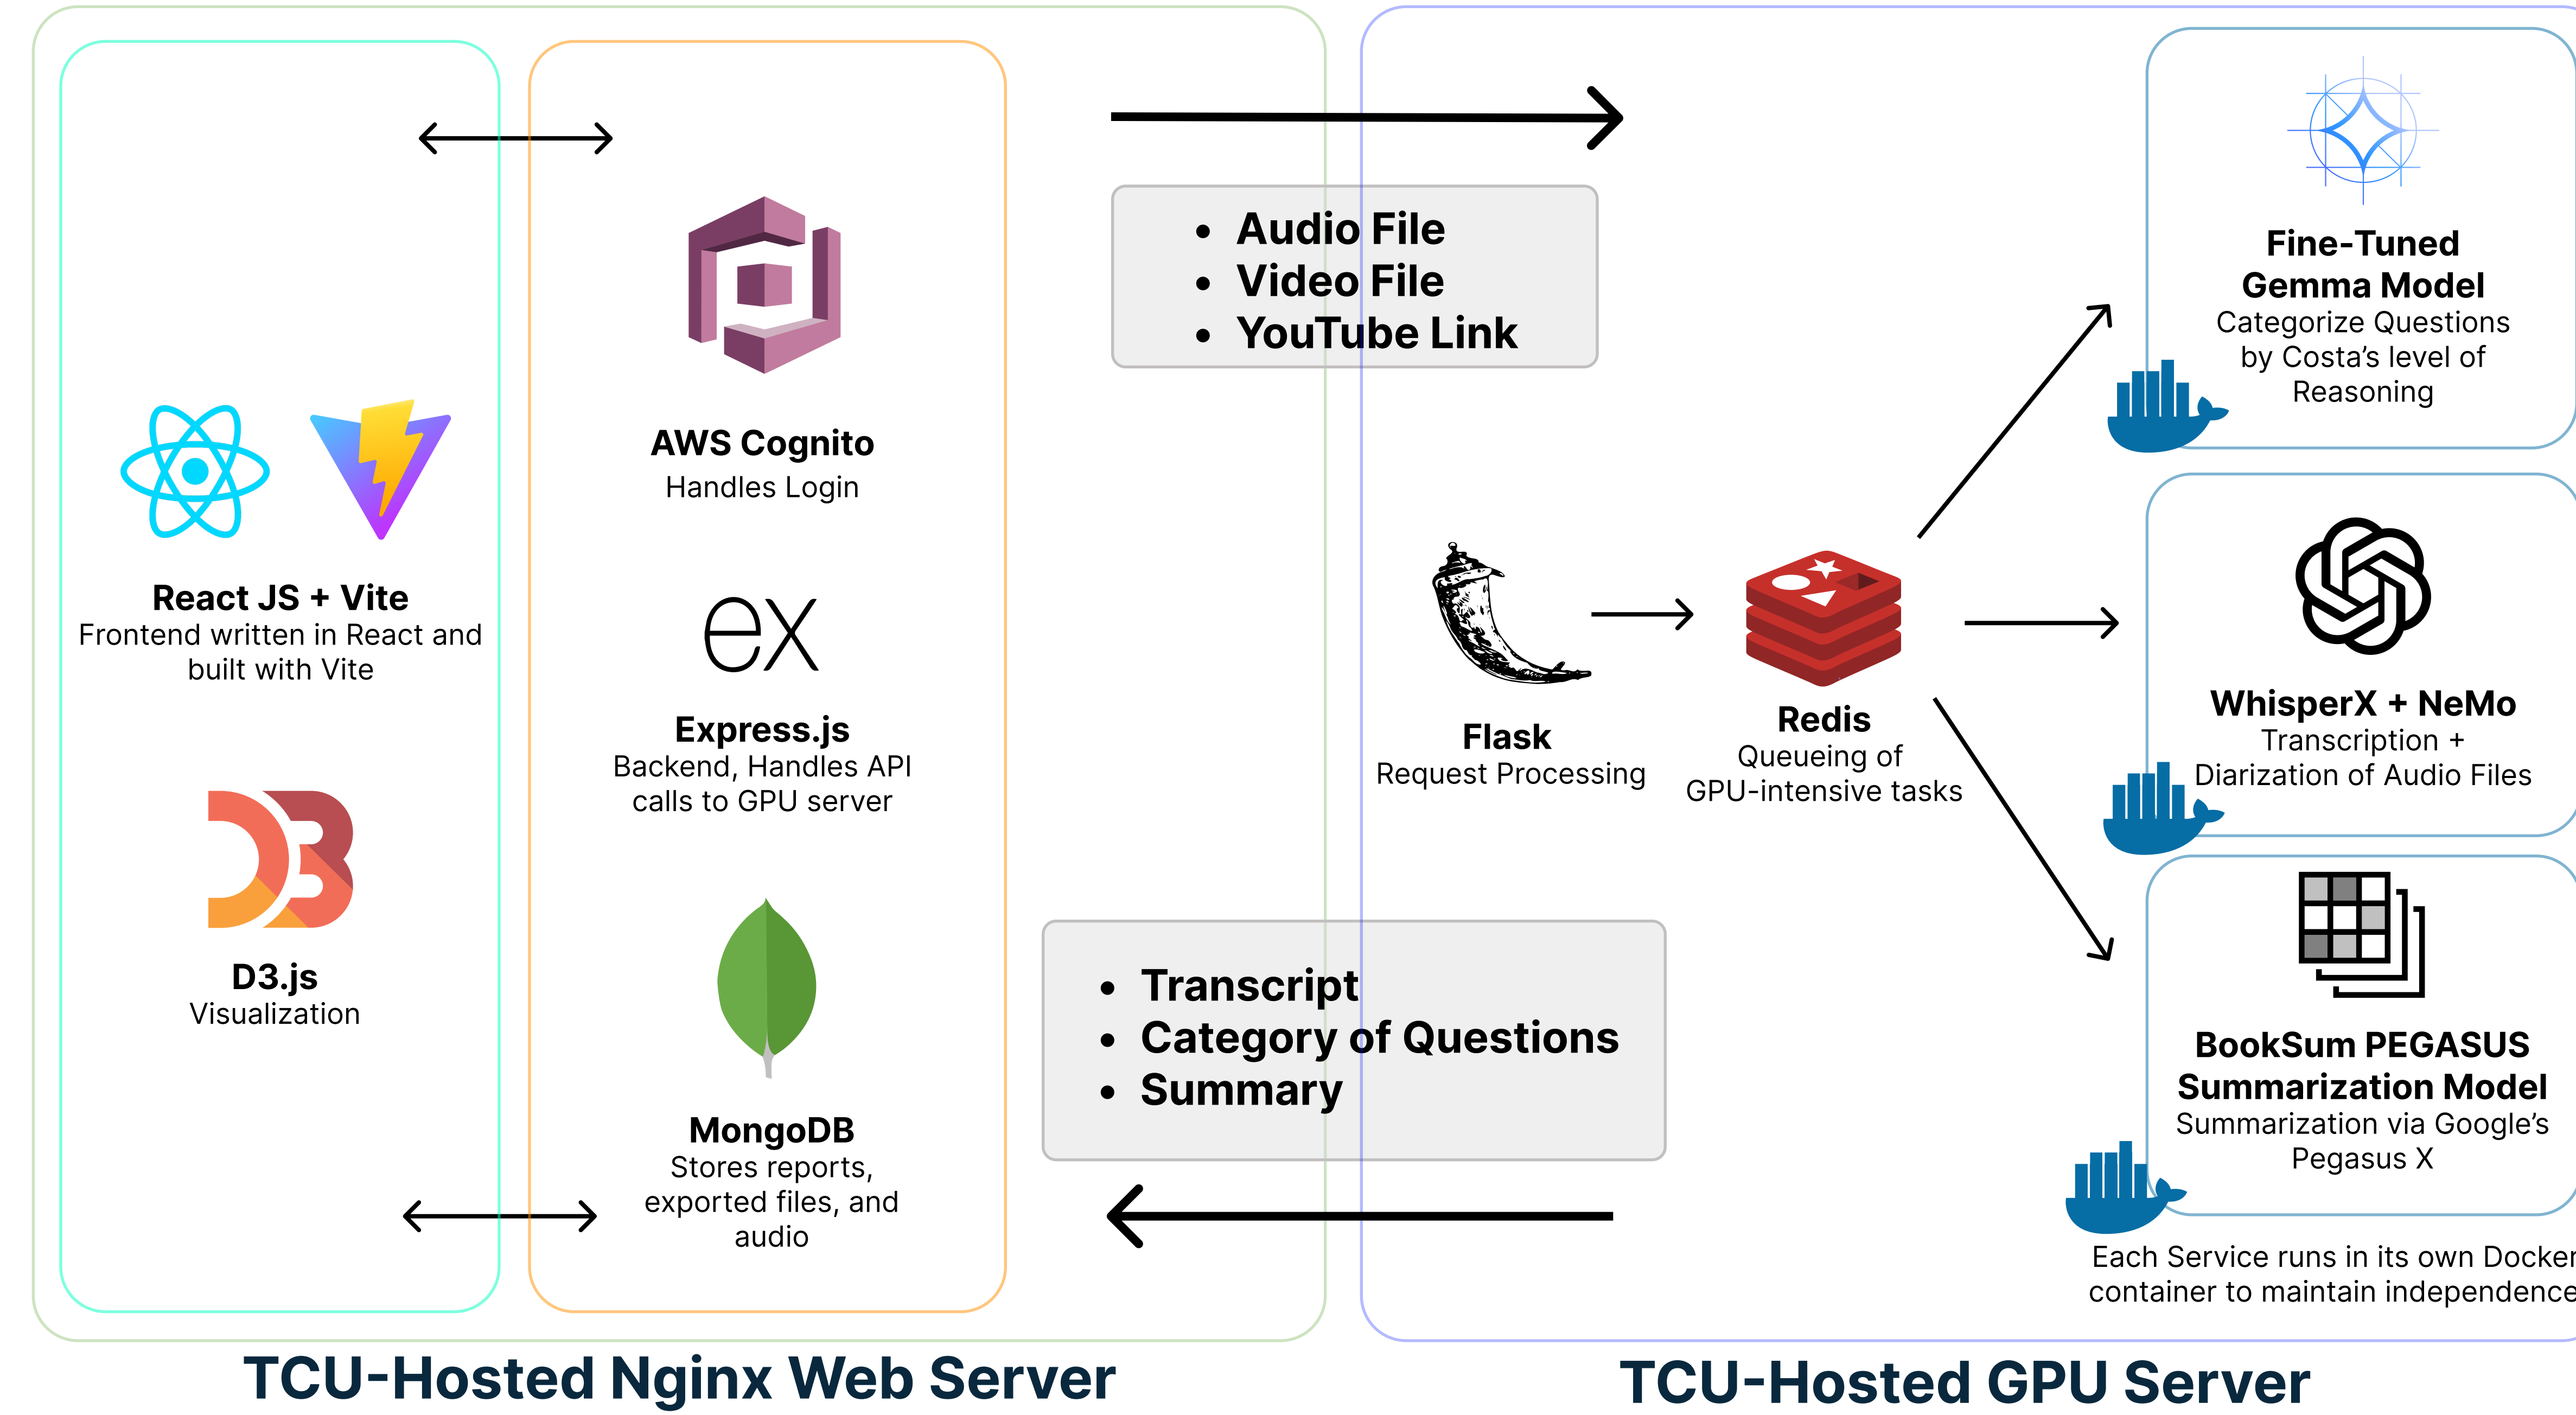 React JS + Vite
Frontend written in React and
built with Vite
D3.js
Visualization
AWS Cognito
Handles Login
ex
Express.js
Backend, Handles API
calls to GPU server
MongoDB
Stores reports,
exported files, and
audio
• Audio File
• Video File
• YouTube Link
• Transcript
• Category of Questions
• Summary
Flask
Request Processing
Redis
Queueing of
GPU-intensive tasks
Fine-Tuned
Gemma Model
Categorize Questions
by Costa’s level of
Reasoning
WhisperX + NeMo
Transcription +
Diarization of Audio Files
BookSum PEGASUS
Summarization Model
Summarization via Google’s
Pegasus X
Each Service runs in its own Docker
container to maintain independence
TCU-Hosted Nginx Web Server
TCU-Hosted GPU Server